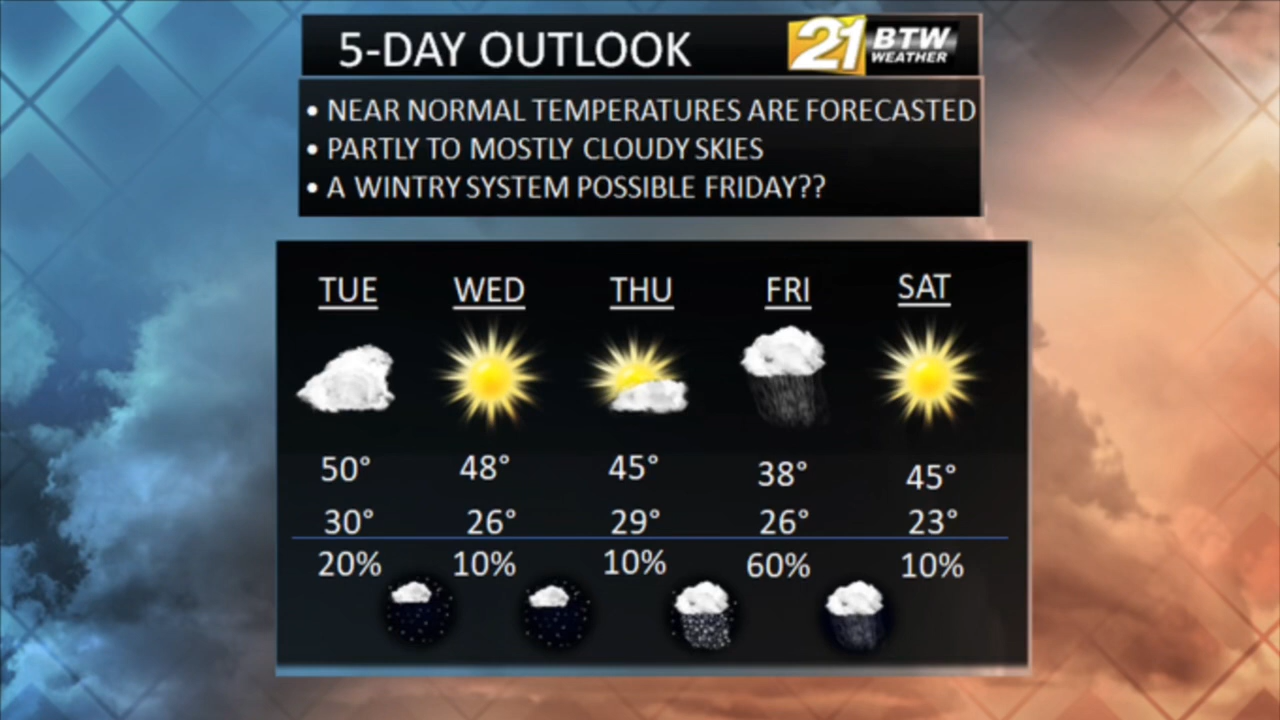 5-DAY OUTLOOK
21 BTW
WEATHER
• NEAR NORMAL TEMPERATURES ARE FORECASTED
• PARTLY TO MOSTLY CLOUDY SKIES
• A WINTRY SYSTEM POSSIBLE FRIDAY??
TUE WED THU FRI SAT
50° 48° 45° 38° 45°
30° 26° 29° 26° 23°
20% 10% 10% 60% 10%